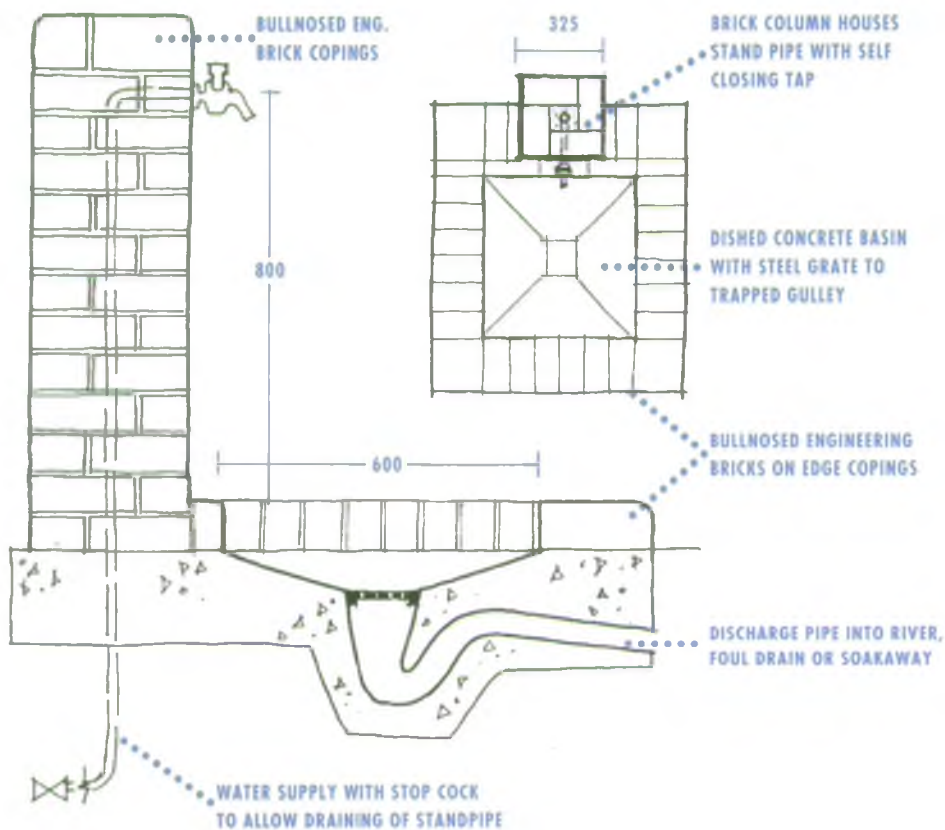 BULLNOSED ENG.
BRICK COPINGS
325
BRICK COLUMN HOUSES
STAND PIPE WITH SELF
CLOSING TAP
800
DISHED CONCRETE BASIN
WITH STEEL GRATE TO
TRAPPED GULLEY
600
BULLNOSED ENGINEERING
BRICKS ON EDGE COPINGS
DISCHARGE PIPE INTO RIVER,
FOUL DRAIN OR SOAKAWAY
WATER SUPPLY WITH STOP COCK
TO ALLOW DRAINING OF STANDPIPE